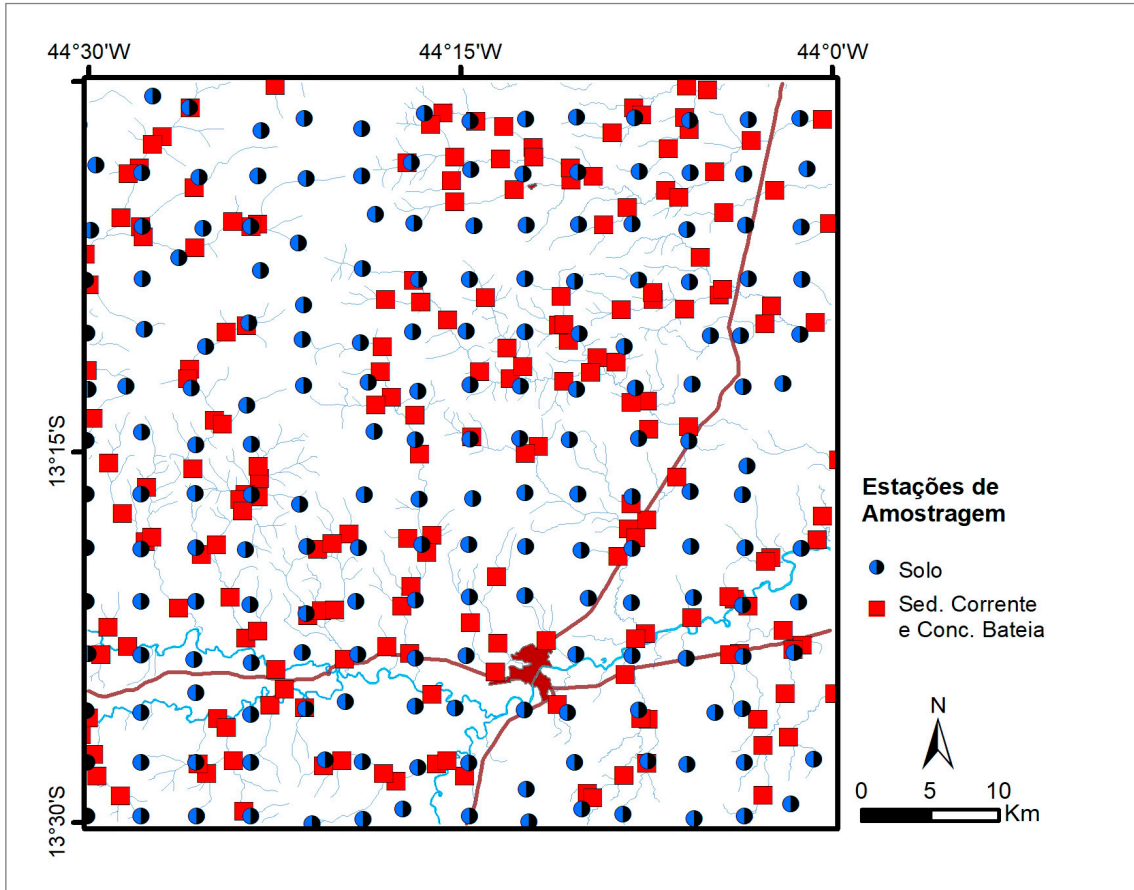 44°30'W
44°15'W
44°0'W
13°15'S
13°30'S
Estações de
Amostragem
Solo
Sed. Corrente
e Conc. Bateia
N
0 5 10
Km